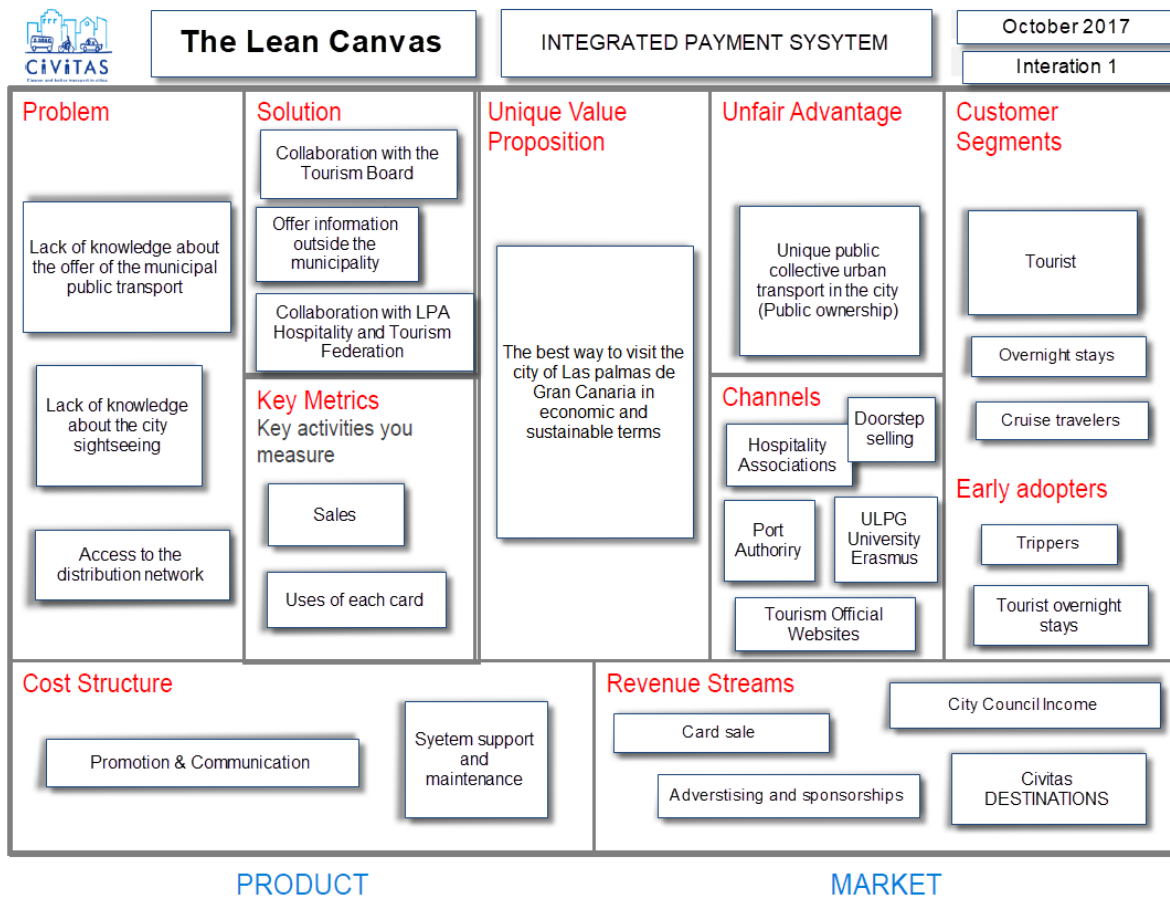 CiViTAS
Cleaner and better transport in cities
The Lean Canvas
INTEGRATED PAYMENT SYSYTEM
October 2017
Interation 1
Problem
Lack of knowledge about
the offer of the municipal
public transport
Lack of knowledge
about the city
sightseeing
Access to the
distribution network
Solution
Collaboration with the
Tourism Board
Offer information
outside the
municipality
Collaboration with LPA
Hospitality and Tourism
Federation
Key Metrics
Key activities you
measure
Sales
Uses of each card
Unique Value
Proposition
The best way to visit the
city of Las palmas de
Gran Canaria in
economic and
sustainable terms
Unfair Advantage
Unique public
collective urban
transport in the city
(Public ownership)
Channels
Doorstep
selling
Hospitality
Associations
Port
Authoriry
ULPG
University
Erasmus
Tourism Official
Websites
Customer
Segments
Tourist
Overnight stays
Cruise travelers
Early adopters
Trippers
Tourist overnight
stays
Cost Structure
Promotion & Communication
Syetem support
and
maintenance
Revenue Streams
Card sale
City Council Income
Adverstising and sponsorships
Civitas
DESTINATIONS
PRODUCT
MARKET